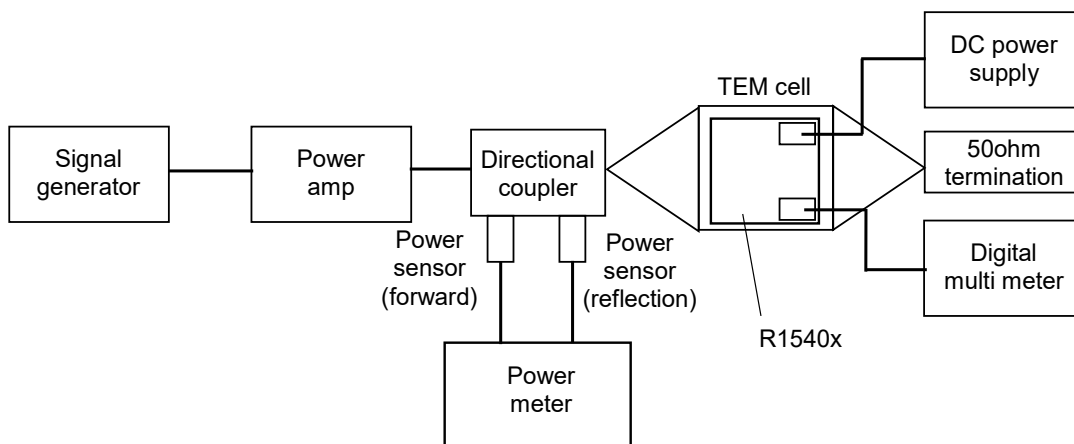 Signal
generator
Power
amp
Directional
coupler
Power
sensor
(forward)
Power
sensor
(reflection)
Power
meter
TEM cell
R1540x
DC power
supply
50ohm
termination
Digital
multi meter